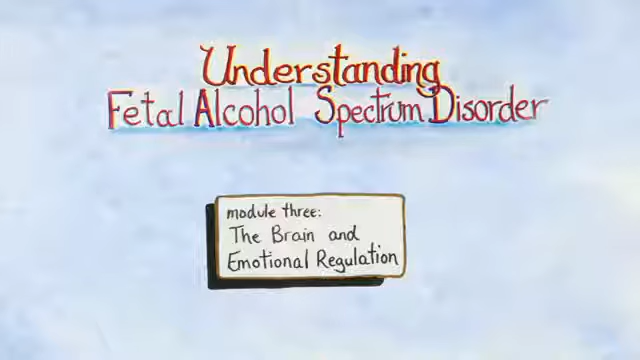 Understanding
Fetal Alcohol Spectrum Disorder
module three:
The Brain and
Emotional Regulation